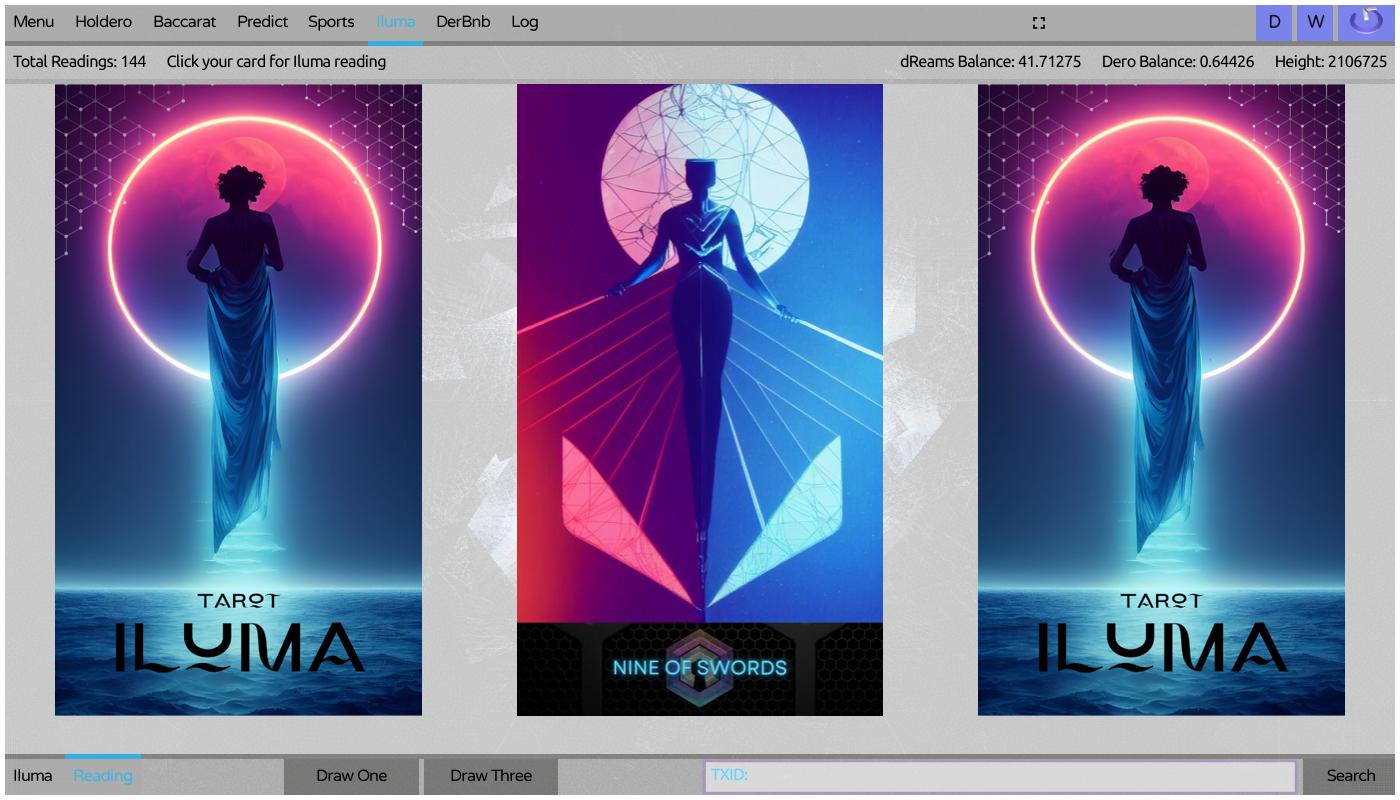 Menu Holdero Baccarat Predict Sports Iluma DerBnb Log D W
Total Readings: 144 Click your card for Iluma reading dReams Balance: 41.71275 Dero Balance: 0.64426 Height: 2106725
TAROT
ILUMA
NINE OF SWORDS
TAROT
ILUMA
Iluma Reading Draw One Draw Three TXID: Search